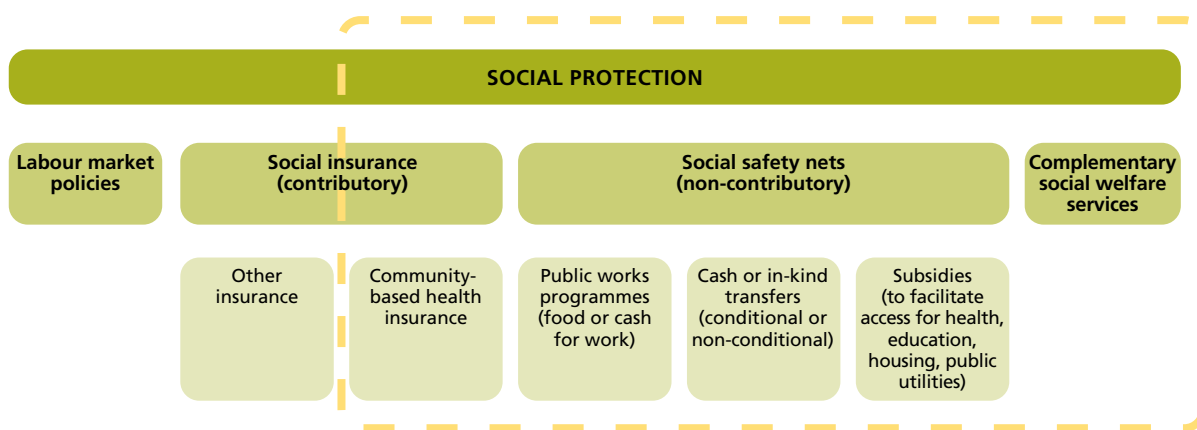 SOCIAL PROTECTION
Labour market
policies
Social insurance
(contributory)
Social safety nets
(non-contributory)
Complementary
social welfare
services
Other
insurance
Community-
based health
insurance
Public works
programmes
(food or cash
for work)
Cash or in-kind
transfers
(conditional or
non-conditional)
Subsidies
(to facilitate
access for health,
education,
housing, public
utilities)